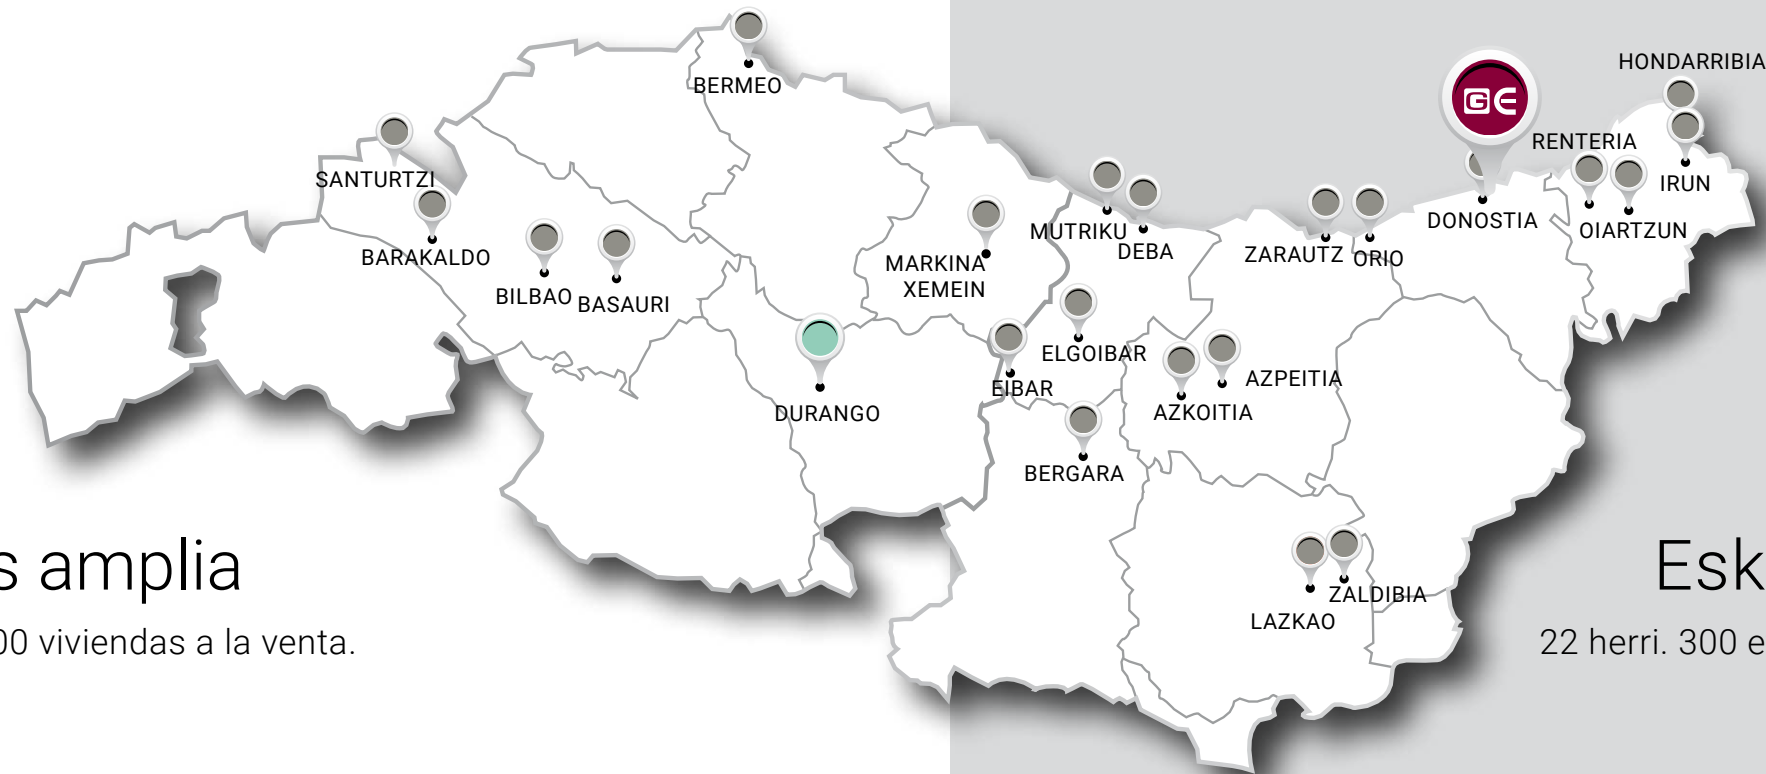 HONDARRIBIA
BERMEO
GE
RENTERIA
SANTURTZI
IRUN
DONOSTIA
MUTRIKU
OIARTZUN
DEBA
ZARAUTZ
ORIO
BARAKALDO
MARKINA
XEMEIN
BILBAO
BASAURI
ELGOIBAR
AZPEITIA
EIBAR
DURANGO
AZKOITIA
BERGARA
s amplia
Esk
ZALDIBIA
LAZKAO
00 viviendas a la venta.
22 herri. 300 e